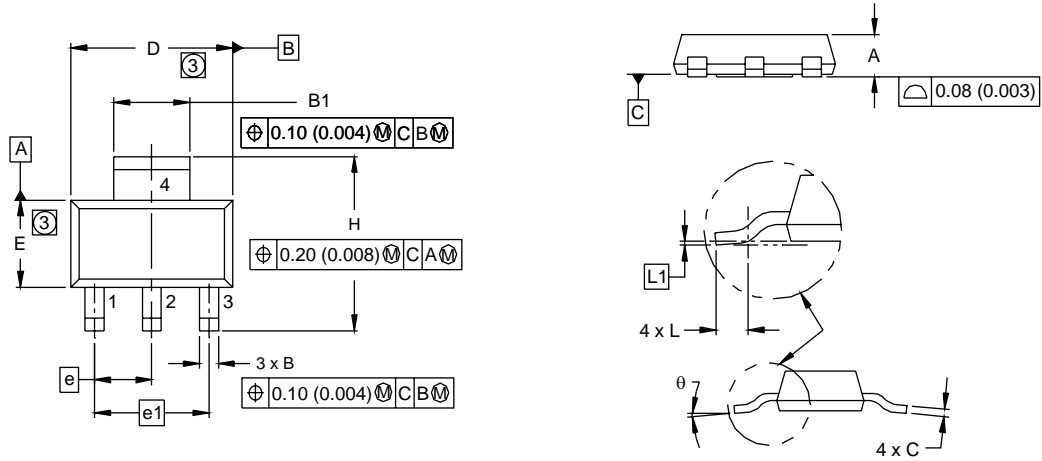 D
B
3
B1
⌖ 0.10 (0.004) Ⓜ C B Ⓜ
A
4
3
E
H
⌖ 0.20 (0.008) Ⓜ C A Ⓜ
1 2 3
3 x B
e
⌖ 0.10 (0.004) Ⓜ C B Ⓜ
e1
A
C
⌓ 0.08 (0.003)
L1
4 x L
θ
4 x C